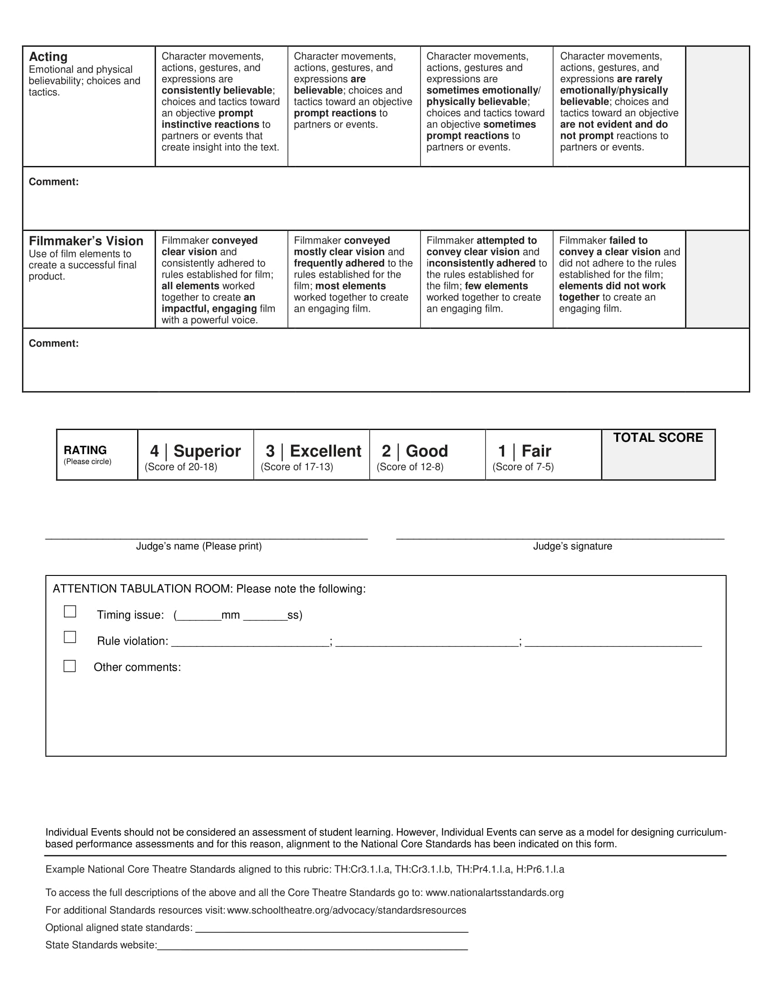 Acting
Emotional and physical
believability; choices and
tactics.
Character movements,
actions, gestures, and
expressions are
consistently believable;
choices and tactics toward
an objective prompt
instinctive reactions to
partners or events that
create insight into the text.
Character movements,
actions, gestures, and
expressions are
believable; choices and
tactics toward an objective
prompt reactions to
partners or events.
Character movements,
actions, gestures and
expressions are
sometimes emotionally/
physically believable;
choices and tactics toward
an objective sometimes
prompt reactions to
partners or events.
Character movements,
actions, gestures, and
expressions are rarely
emotionally/physically
believable; choices and
tactics toward an objective
are not evident and do
not prompt reactions to
partners or events.
Comment:
Filmmaker’s Vision
Use of film elements to
create a successful final
product.
Filmmaker conveyed
clear vision and
consistently adhered to
rules established for film;
all elements worked
together to create an
impactful, engaging film
with a powerful voice.
Filmmaker conveyed
mostly clear vision and
frequently adhered to the
rules established for the
film; most elements
worked together to create
an engaging film.
Filmmaker attempted to
convey clear vision and
inconsistently adhered to
the rules established for
the film; few elements
worked together to create
an engaging film.
Filmmaker failed to
convey a clear vision and
did not adhere to the rules
established for the film;
elements did not work
together to create an
engaging film.
Comment:
RATING
(Please circle)
4 | Superior
(Score of 20-18)
3 | Excellent
(Score of 17-13)
2 | Good
(Score of 12-8)
1 | Fair
(Score of 7-5)
TOTAL SCORE
Judge’s name (Please print)
Judge’s signature
ATTENTION TABULATION ROOM: Please note the following:
Timing issue: (_______mm _______ss)
Rule violation: _________________________; _____________________________; ____________________________
Other comments:
Individual Events should not be considered an assessment of student learning. However, Individual Events can serve as a model for designing curriculum-
based performance assessments and for this reason, alignment to the National Core Standards has been indicated on this form.
Example National Core Theatre Standards aligned to this rubric: TH:Cr3.1.I.a, TH:Cr3.1.I.b, TH:Pr4.1.I.a, H:Pr6.1.I.a
To access the full descriptions of the above and all the Core Theatre Standards go to: www.nationalartsstandards.org
For additional Standards resources visit: www.schooltheatre.org/advocacy/standardsresources
Optional aligned state standards: ________________________________________________
State Standards website:_______________________________________________________